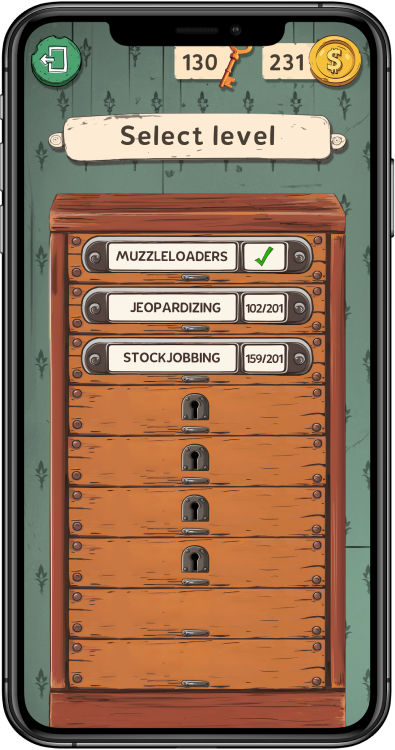 130 231
Select level
MUZZLELOADERS
JEOPARDIZING 102/201
STOCKJOBBING 159/201